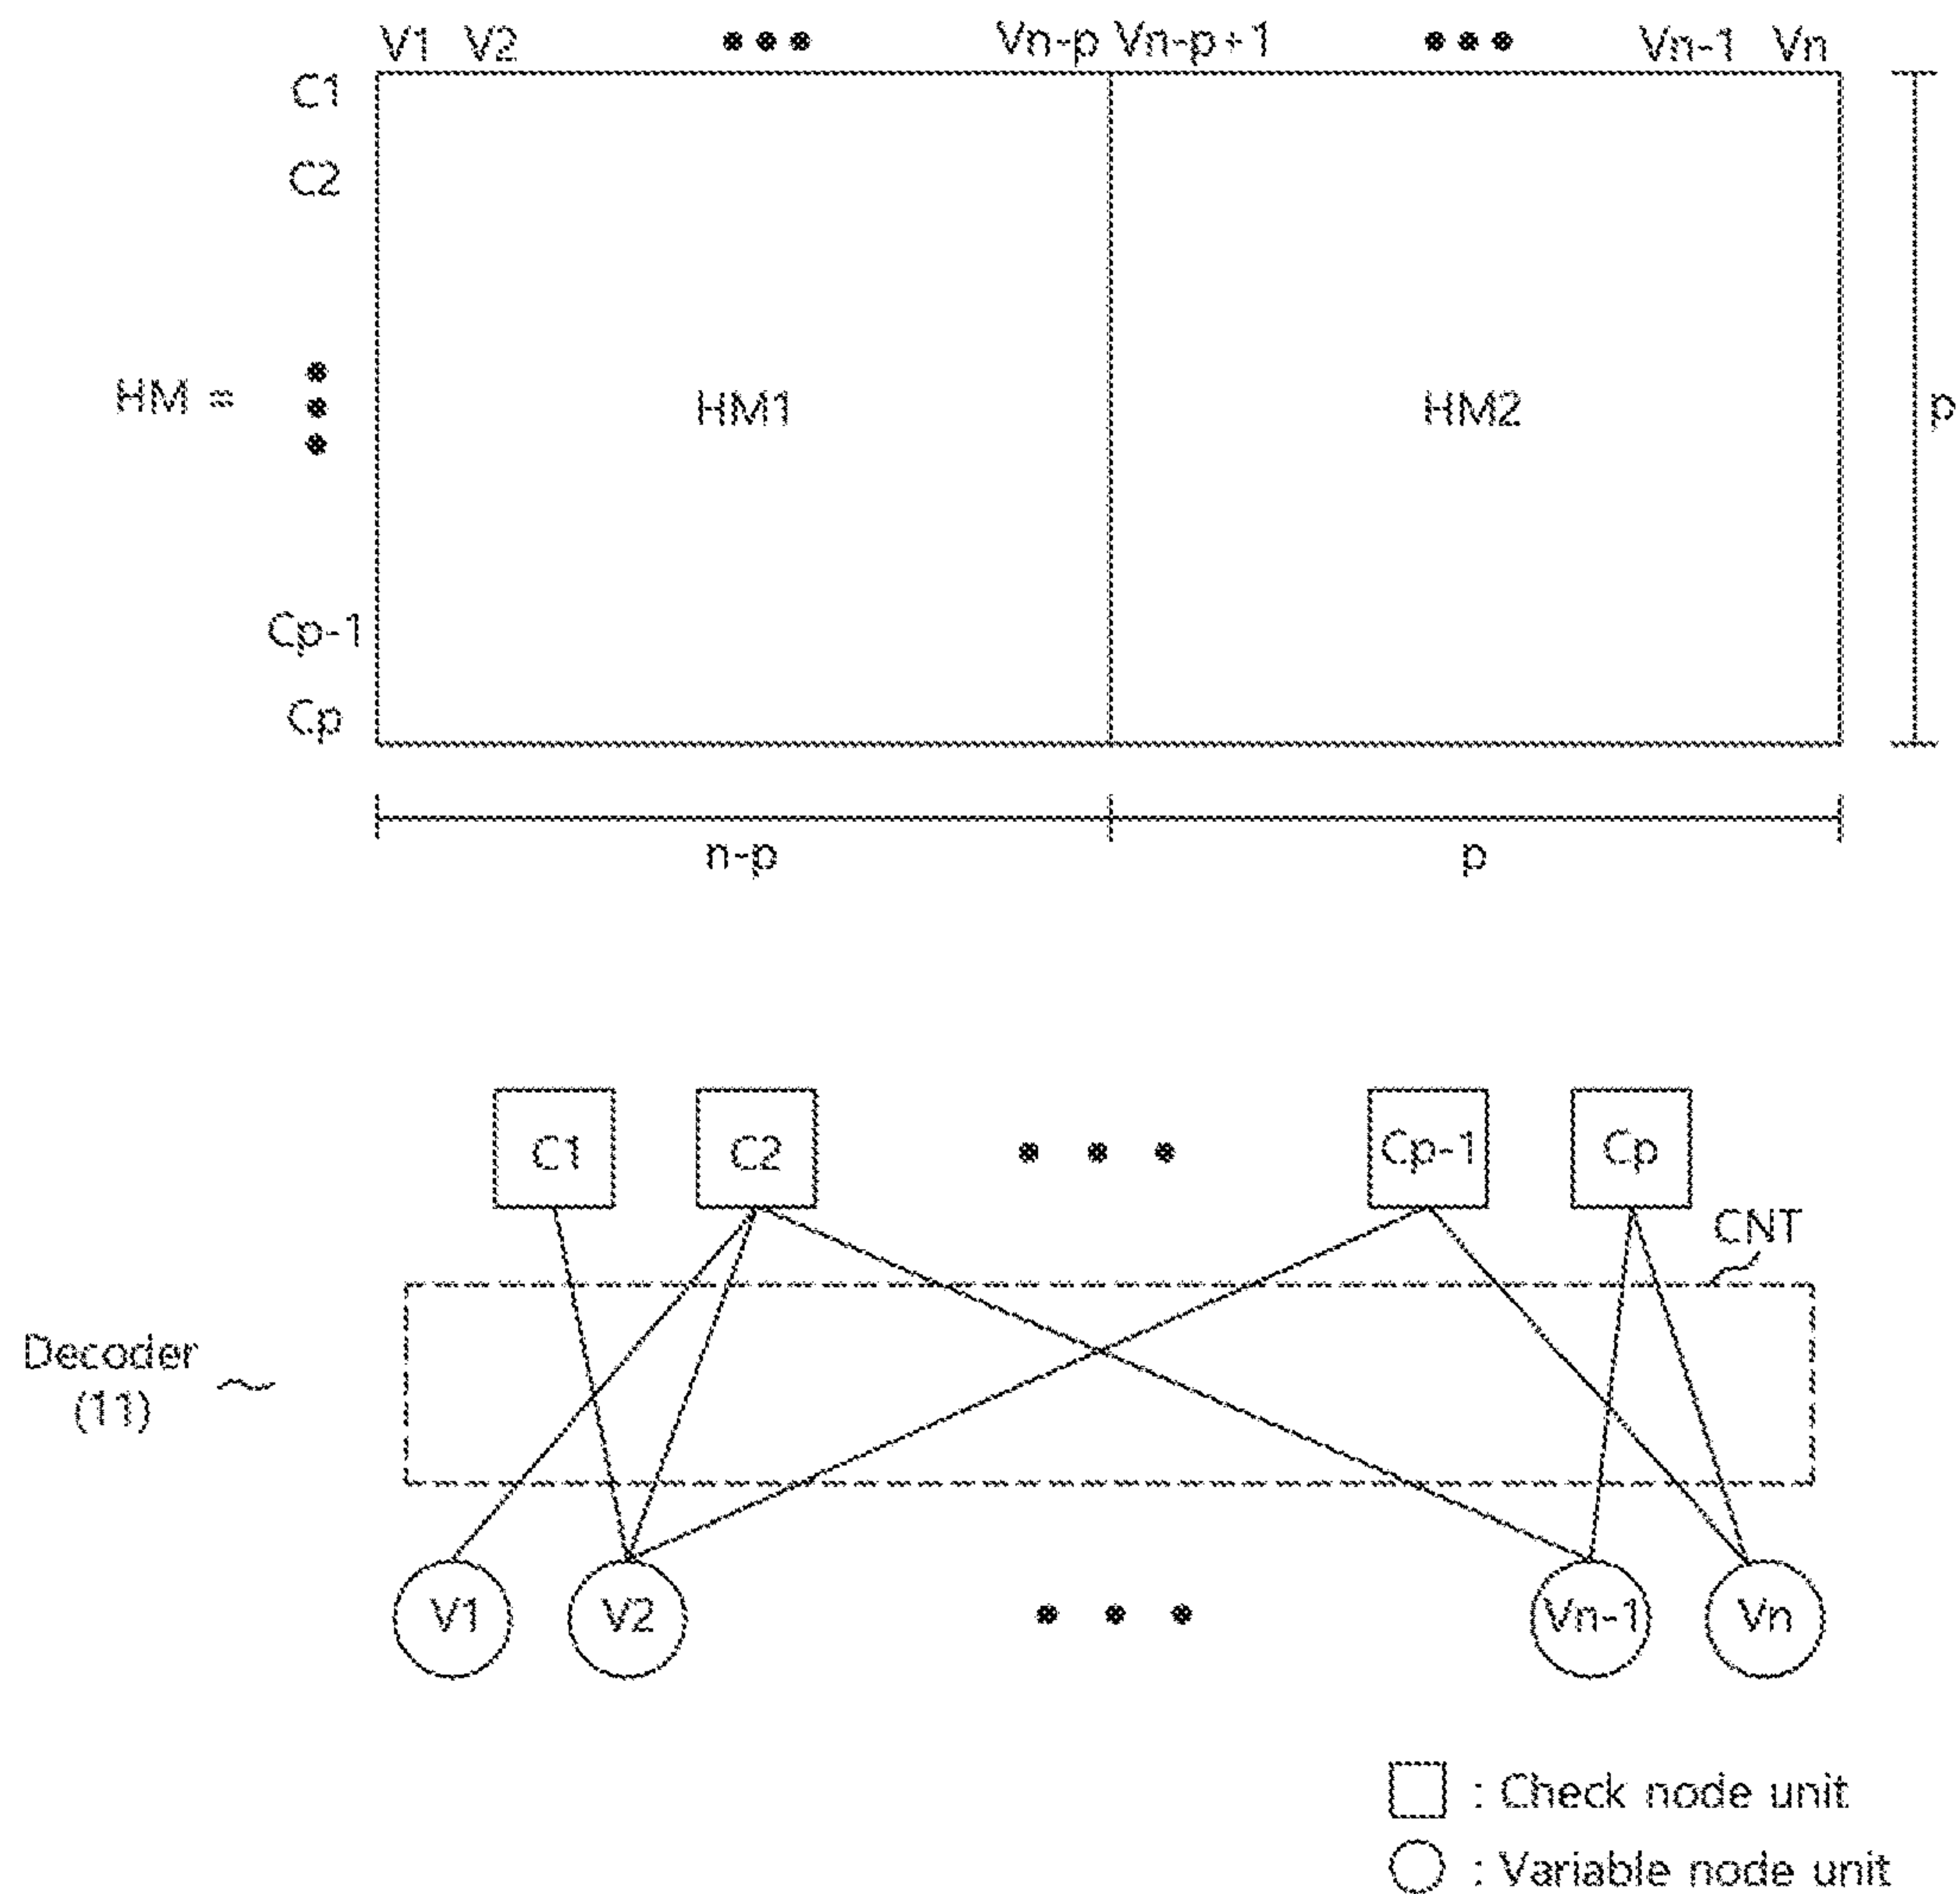 V1 V2 ••• Vn-p Vn-p+1 ••• Vn-1 Vn
C1
C2
HM =
HM1
HM2
p
Cp-1
Cp
n-p
p
C1
C2
Cp-1
Cp
CNT
Decoder
(11)
V1
V2
Vn-1
Vn
: Check node unit
: Variable node unit